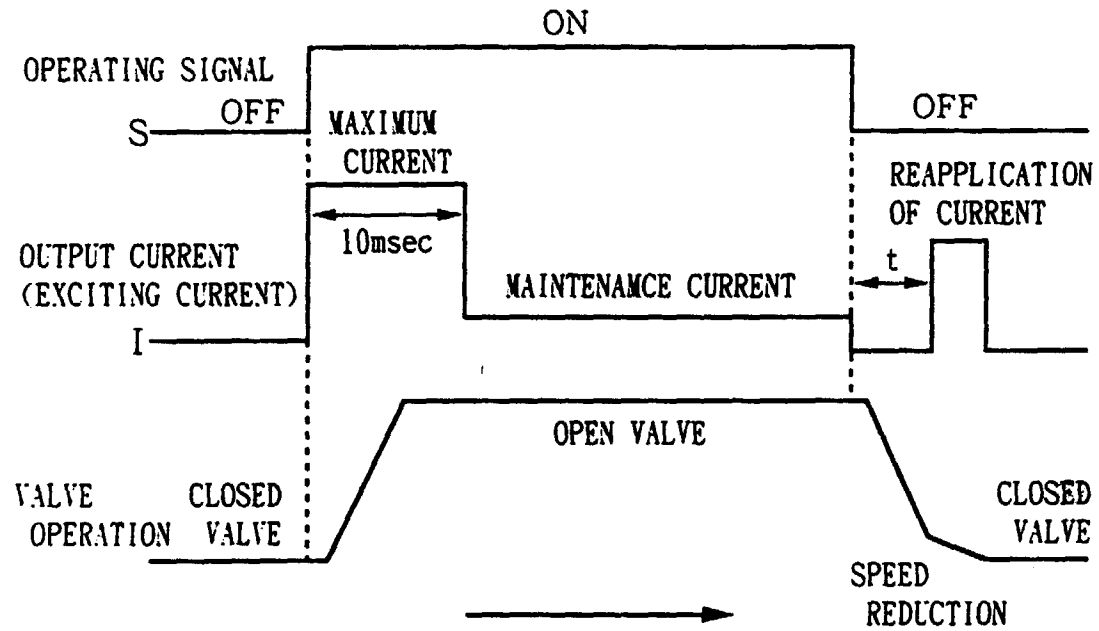 ON
OPERATING SIGNAL
S OFF
OFF
MAXIMUM
CURRENT
REAPPLICATION
OF CURRENT
10msec
t
OUTPUT CURRENT
(EXCITING CURRENT)
MAINTENAMCE CURRENT
I
OPEN VALVE
VALVE
OPERATION
CLOSED
VALVE
CLOSED
VALVE
SPEED
REDUCTION